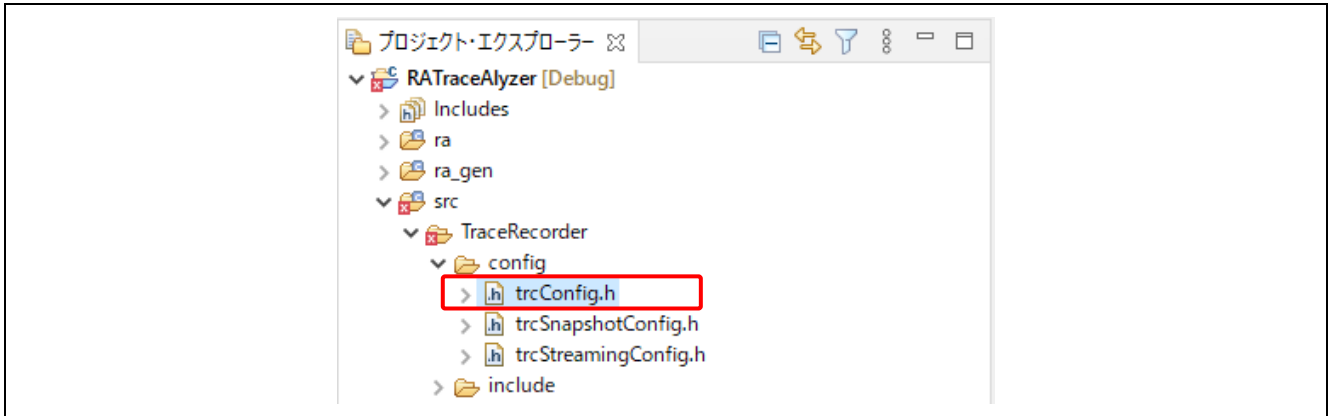 プロジェクト・エクスプローラー
RATraceAlyzer [Debug]
Includes
ra
ra_gen
src
TraceRecorder
config
trcConfig.h
trcSnapshotConfig.h
trcStreamingConfig.h
include